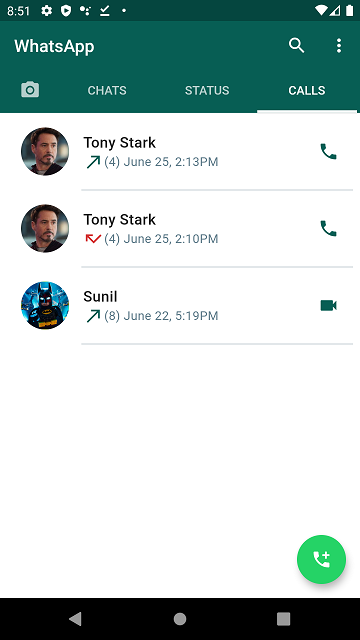 8:51
WhatsApp
CHATS
STATUS
CALLS
Tony Stark
(4) June 25, 2:13PM
Tony Stark
(4) June 25, 2:10PM
Sunil
(8) June 22, 5:19PM